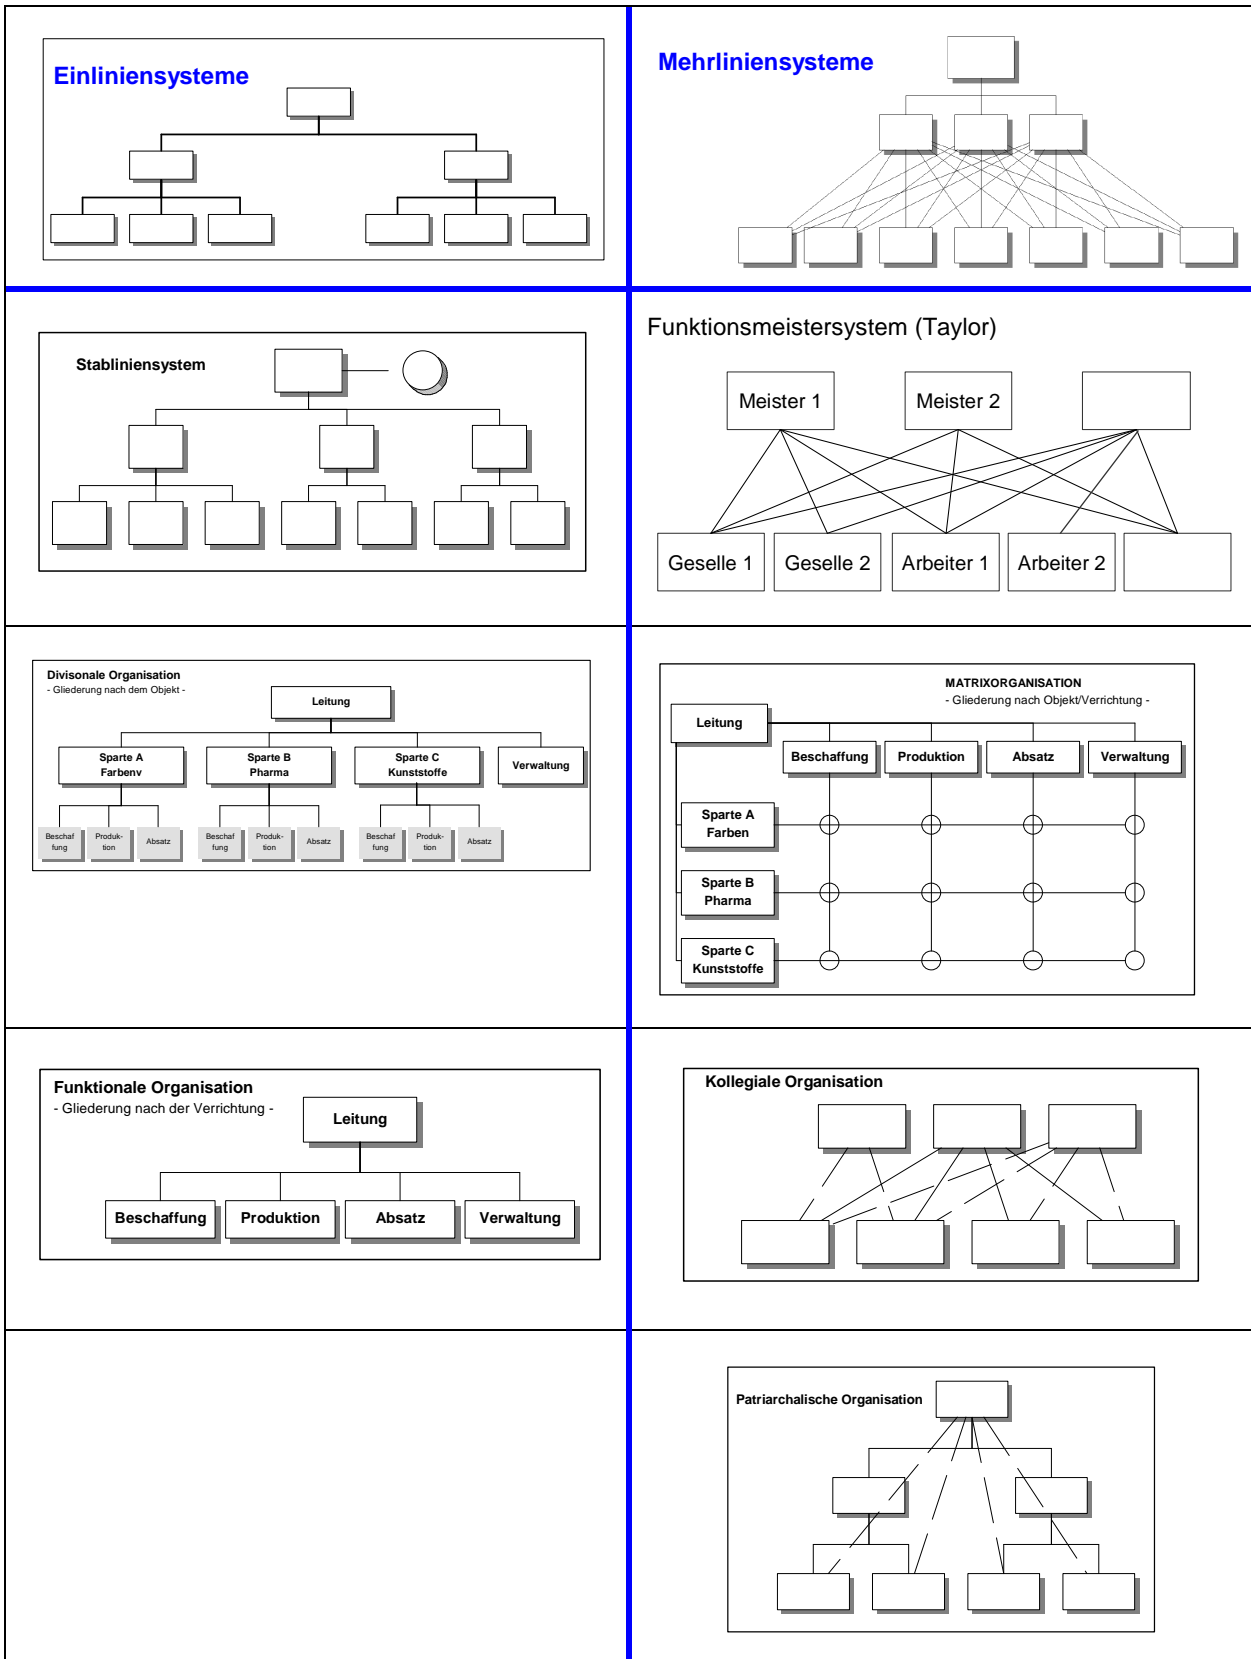 Einliniensysteme
Mehrliniensysteme
Stabliniensystem
Funktionsmeistersystem (Taylor)
Meister 1
Meister 2
Geselle 1
Geselle 2
Arbeiter 1
Arbeiter 2
Divisonale Organisation
- Gliederung nach dem Objekt -
Leitung
Sparte A
Farbenv
Sparte B
Pharma
Sparte C
Kunststoffe
Verwaltung
Beschaf
fung
Produk-
tion
Absatz
Beschaf
fung
Produk-
tion
Absatz
Beschaf
fung
Produk-
tion
Absatz
MATRIXORGANISATION
- Gliederung nach Objekt/Verrichtung -
Leitung
Beschaffung
Produktion
Absatz
Verwaltung
Sparte A
Farben
Sparte B
Pharma
Sparte C
Kunststoffe
Funktionale Organisation
- Gliederung nach der Verrichtung -
Leitung
Beschaffung
Produktion
Absatz
Verwaltung
Kollegiale Organisation
Patriarchalische Organisation